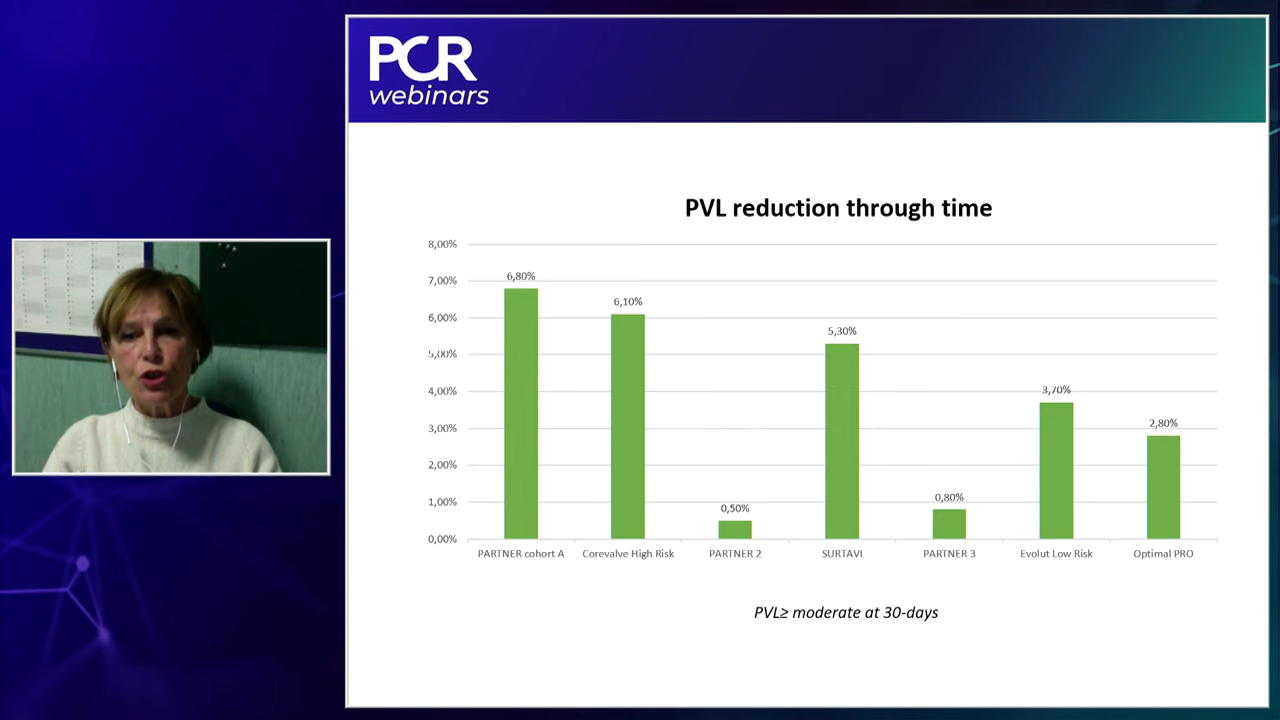 PCR
webinars
PVL reduction through time
8,00%
7,00%
6,00%
5,00%
4,00%
3,00%
2,00%
1,00%
0,00%
6,80%
6,10%
0,50%
5,30%
0,80%
3,70%
2,80%
PARTNER cohort A
Corevalve High Risk
PARTNER 2
SURTAVI
PARTNER 3
Evolut Low Risk
Optimal PRO
PVL≥ moderate at 30-days